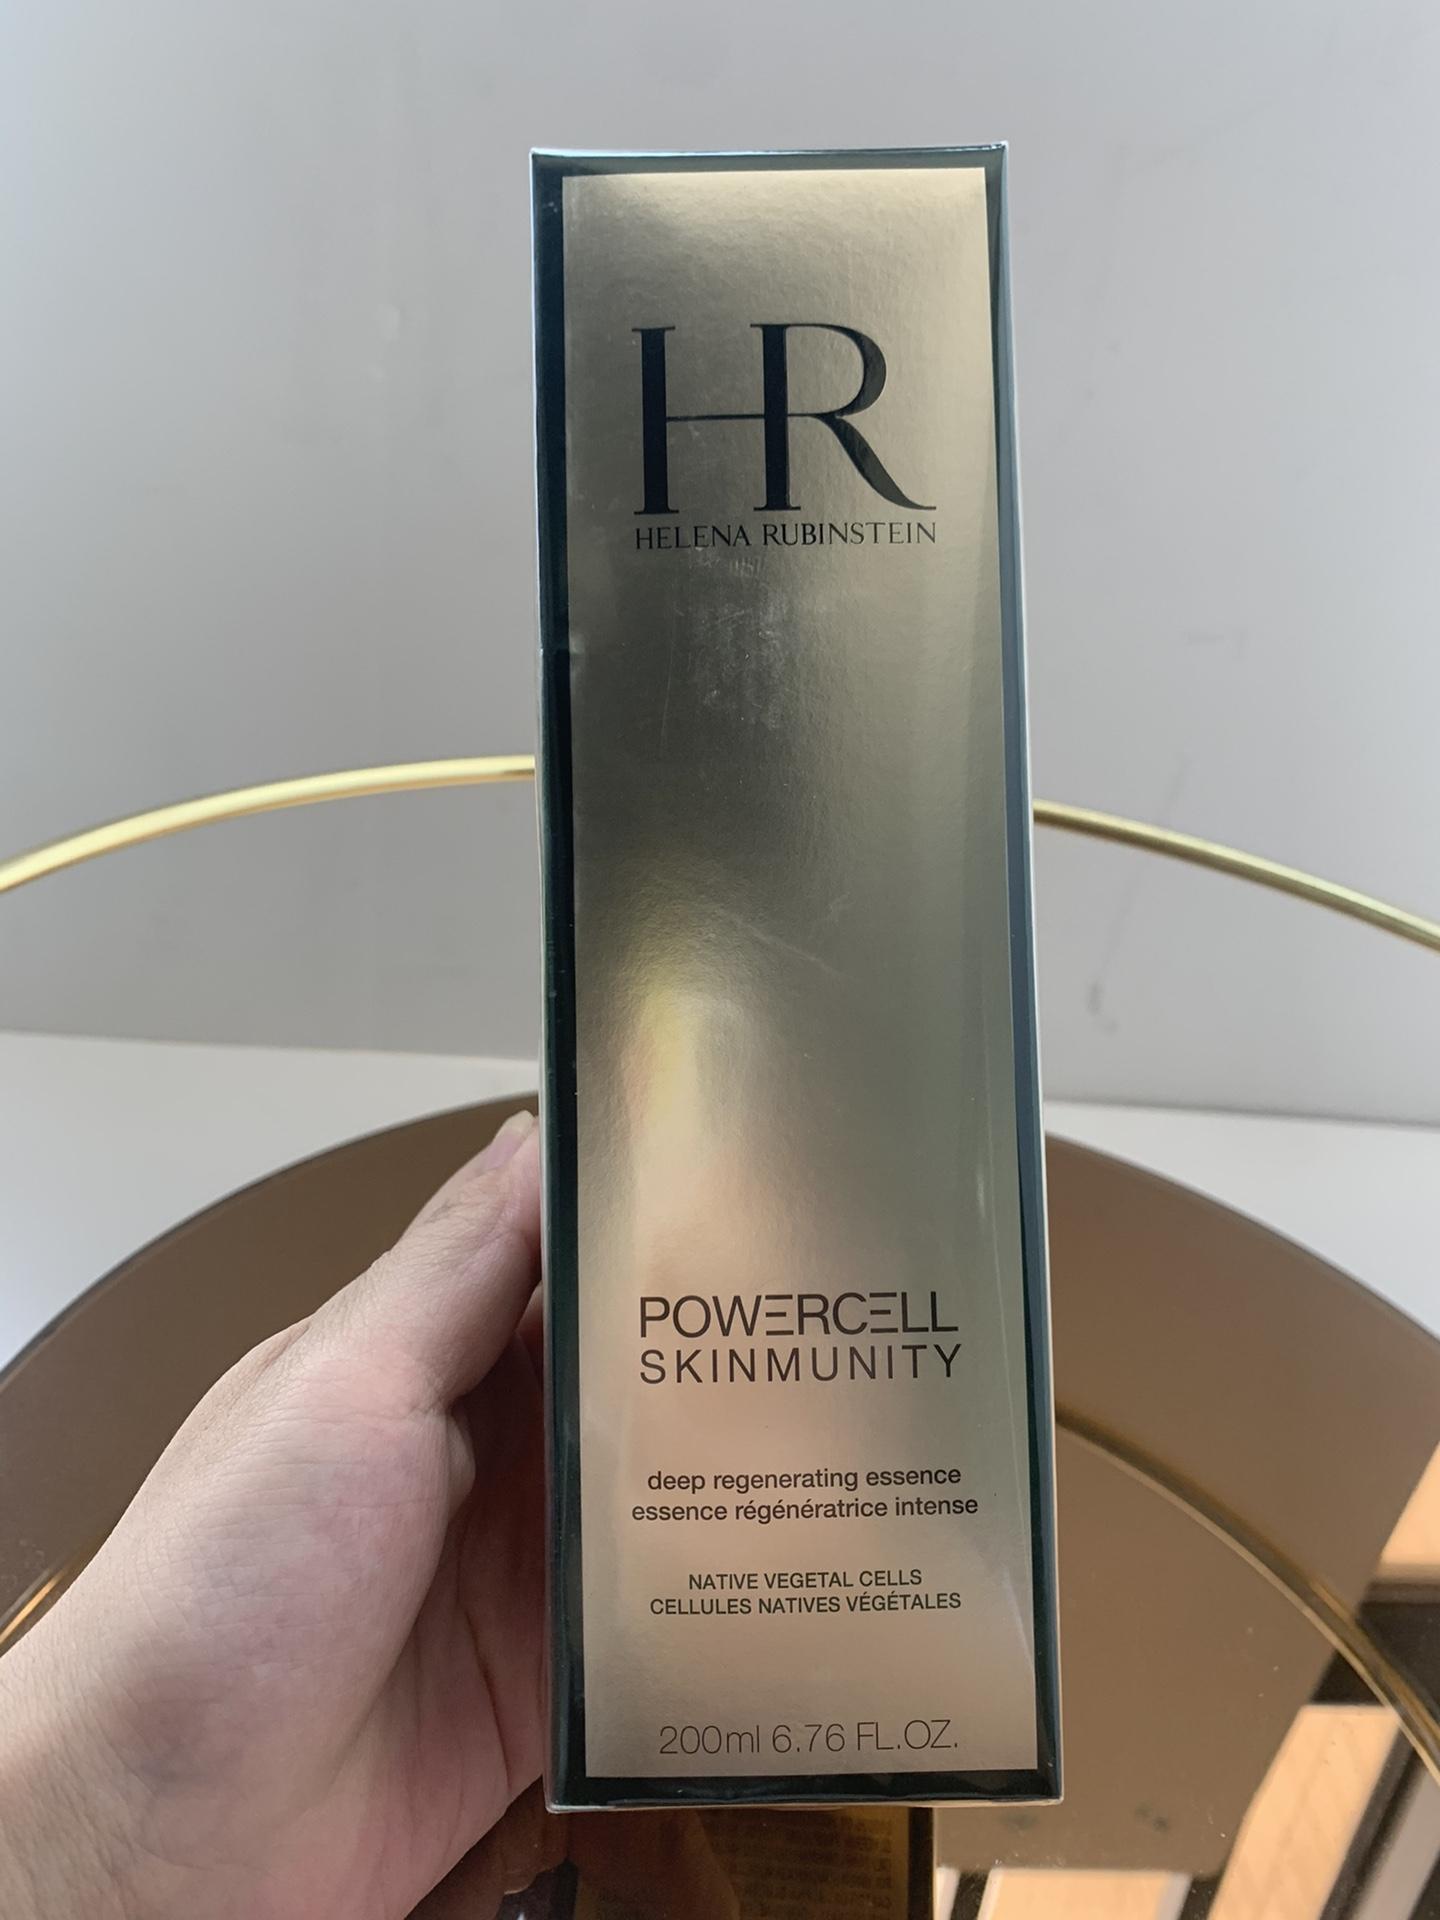 HR
HELENA RUBINSTEIN
POWERCELL
SKINMUNITY
deep regenerating essence
essence régénératrice intense
NATIVE VEGETAL CELLS
CELLULES NATIVES VÉGÉTALES
200ml 6.76 FL.OZ.